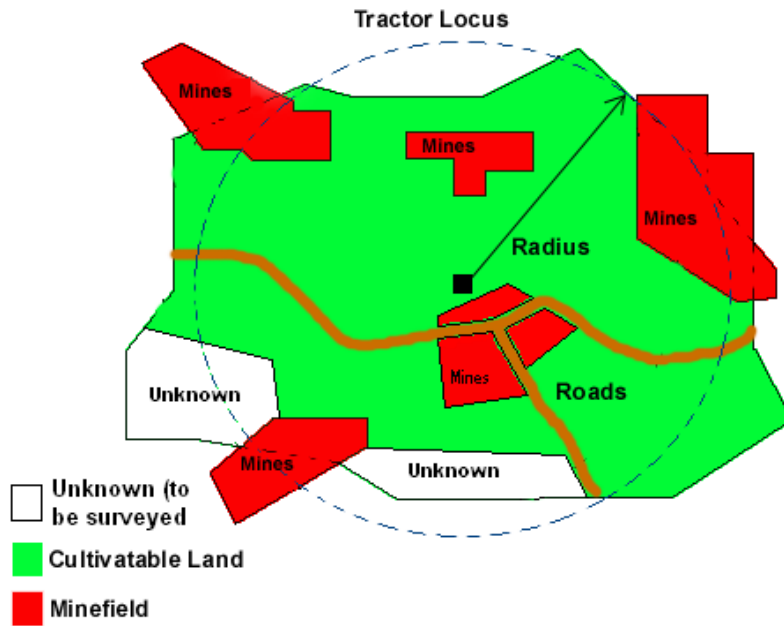 Tractor Locus
Mines
Mines
Mines
Radius
Mines
Roads
Unknown
Mines
Unknown
Unknown (to
be surveyed
Cultivatable Land
Minefield